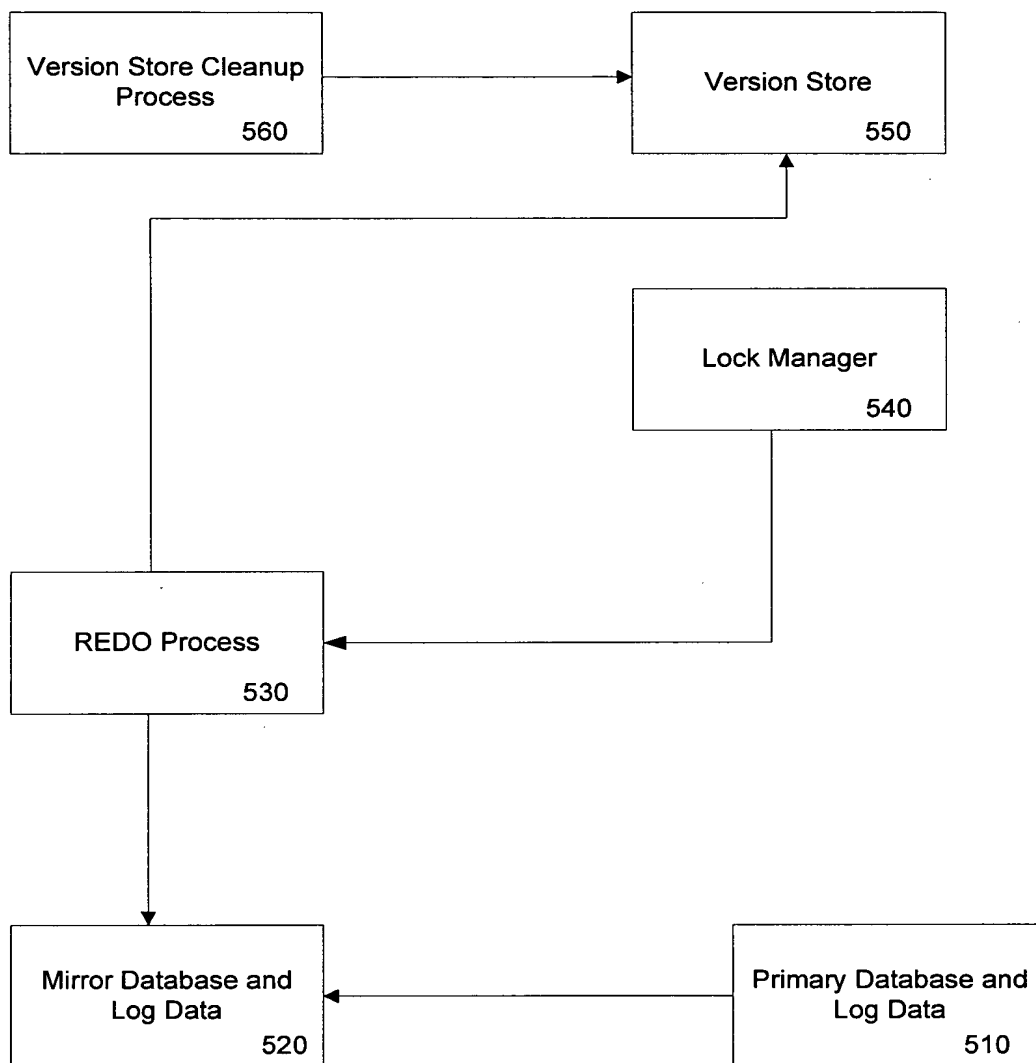 Version Store Cleanup
Process
560
Version Store
550
Lock Manager
540
REDO Process
530
Mirror Database and
Log Data
520
Primary Database and
Log Data
510